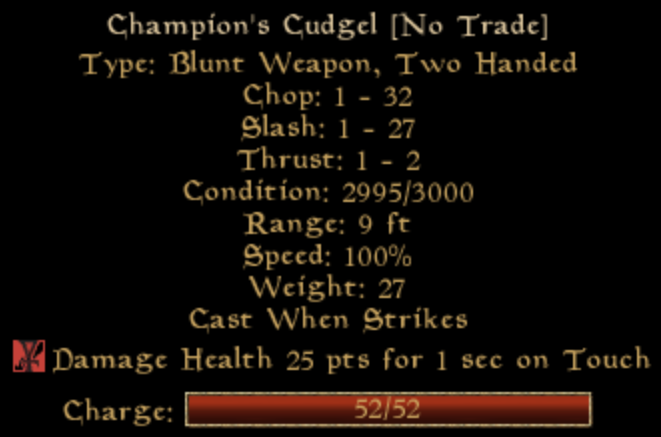 Champion's Cudgel [No Trade]
Type: Blunt Weapon, Two Handed
Chop: 1 - 32
Slash: 1 - 27
Thrust: 1 - 2
Condition: 2995/3000
Range: 9 ft
Speed: 100%
Weight: 27
Cast When Strikes
Damage Health 25 pts for 1 sec on Touch
Charge: 52/52